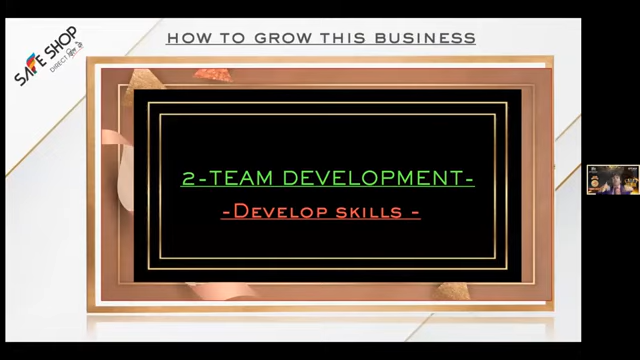 SAFE SHOP
HOW TO GROW THIS BUSINESS
2-TEAM DEVELOPMENT-
-DEVELOP SKILLS -